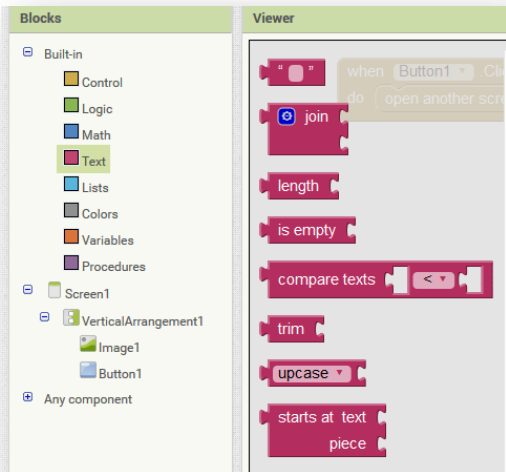 Blocks
Built-in
Control
Logic
Math
Text
Lists
Colors
Variables
Procedures
Screen1
VerticalArrangement1
Image1
Button1
Any component
Viewer
" "
when Button1 Cli
do open another scre
join
length
is empty
compare texts <
trim
upcase
starts at text
piece